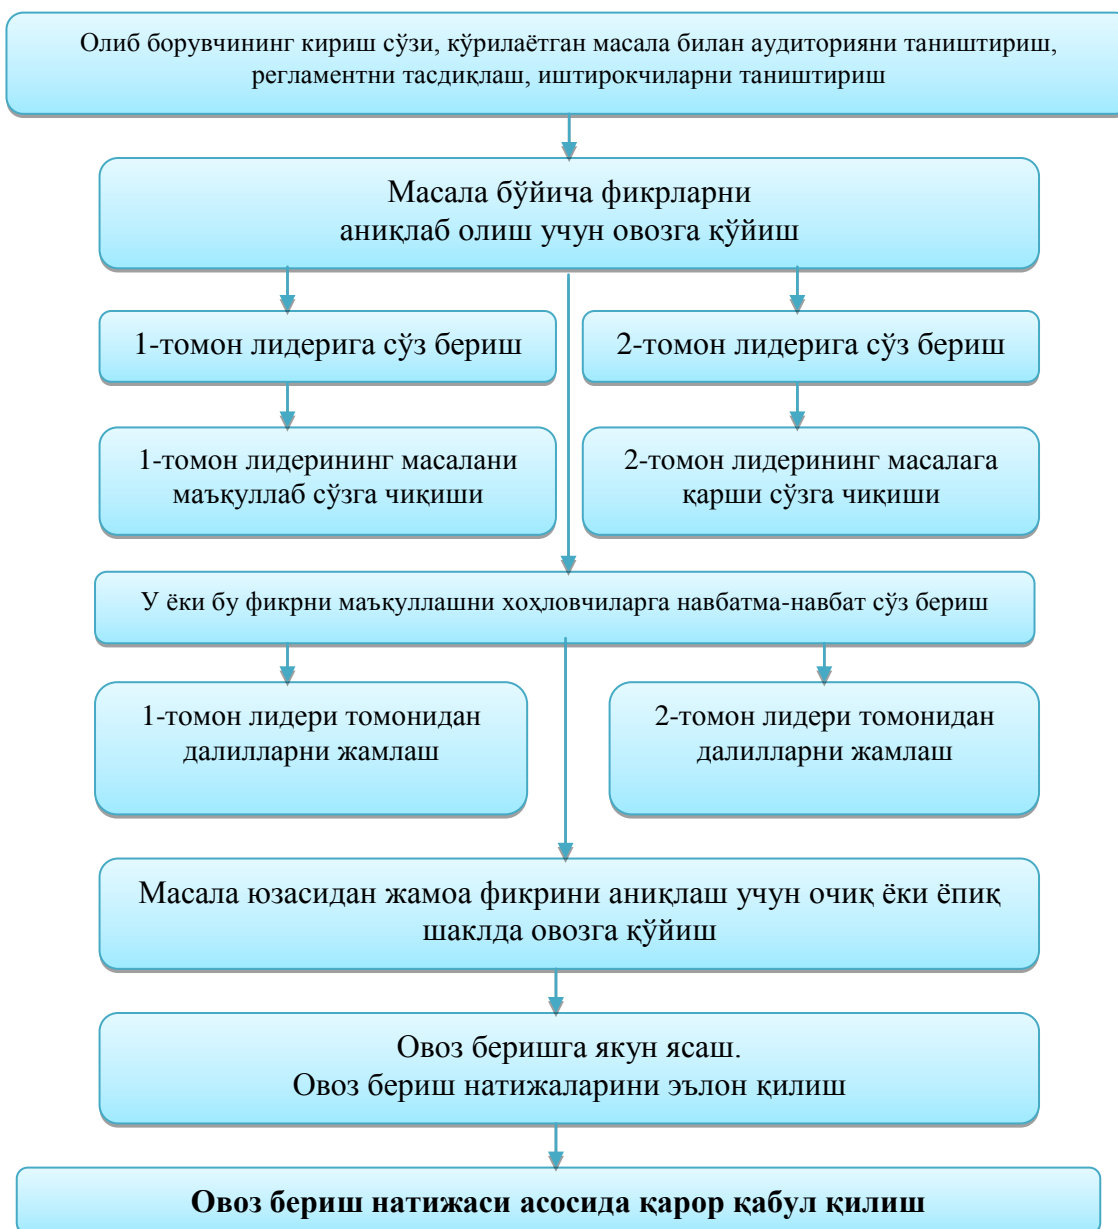 Олиб борувчининг кириш сўзи, кўрилаётган масала билан аудиторияни таништириш,
регламентни тасдиқлаш, иштирокчиларни таништириш
Масала бўйича фикрларни
аниқлаб олиш учун овозга қўйиш
1-томон лидерига сўз бериш
2-томон лидерига сўз бериш
1-томон лидерининг масалани
маъқуллаб сўзга чиқиши
2-томон лидерининг масалага
қарши сўзга чиқиши
У ёки бу фикрни маъқуллашни хоҳловчиларга навбатма-навбат сўз бериш
1-томон лидери томонидан
далилларни жамлаш
2-томон лидери томонидан
далилларни жамлаш
Масала юзасидан жамоа фикрини аниқлаш учун очиқ ёки ёпиқ
шаклда овозга қўйиш
Овоз беришга якун ясаш.
Овоз бериш натижаларини эълон қилиш
Овоз бериш натижаси асосида қарор қабул қилиш